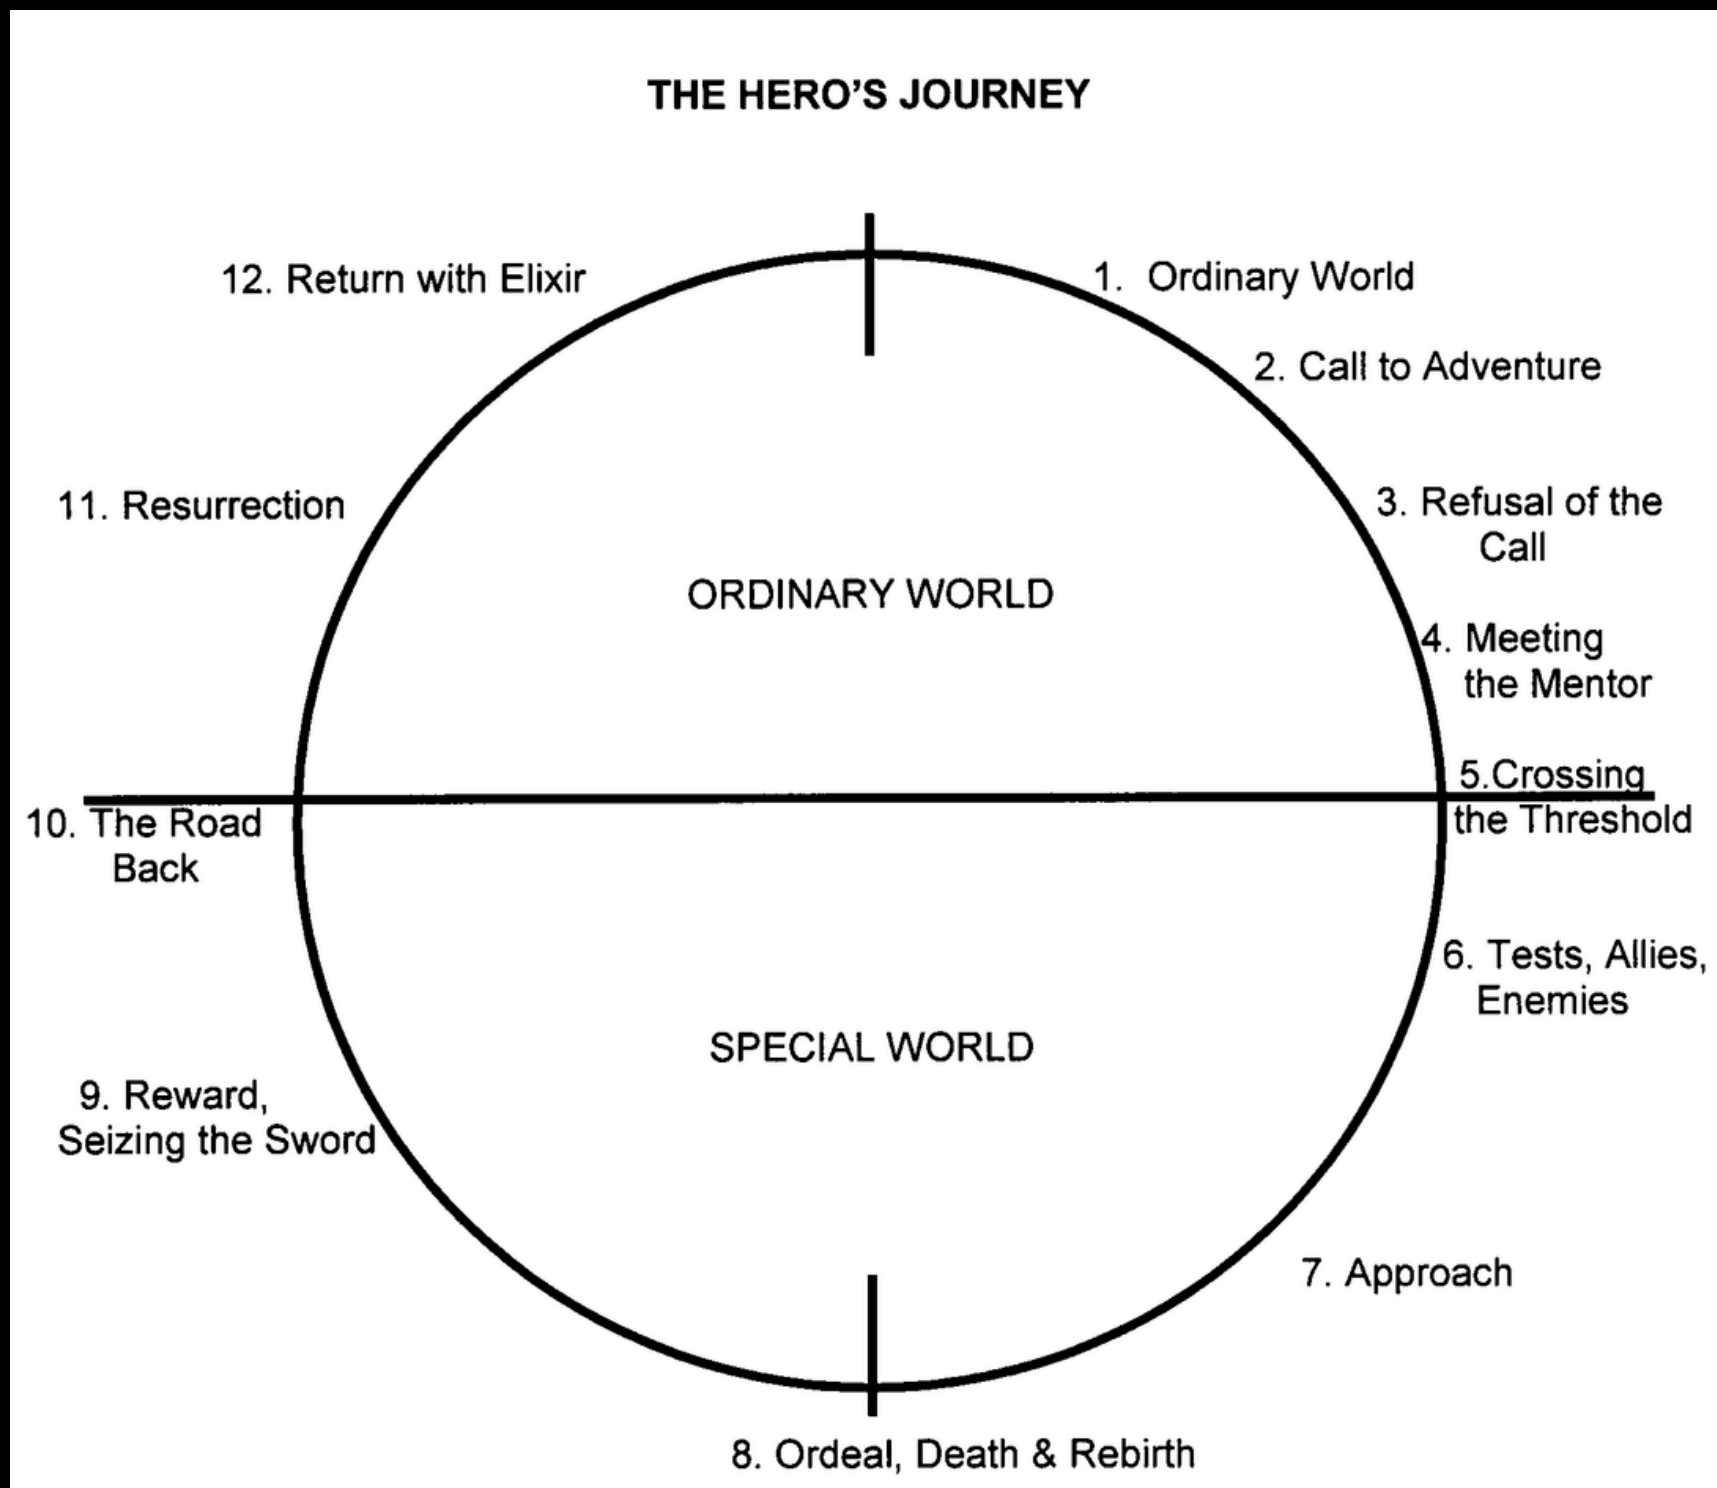 THE HERO'S JOURNEY
12. Return with Elixir
1. Ordinary World
2. Call to Adventure
11. Resurrection
3. Refusal of the
Call
ORDINARY WORLD
4. Meeting
the Mentor
5.Crossing
the Threshold
10. The Road
Back
6. Tests, Allies,
Enemies
SPECIAL WORLD
9. Reward,
Seizing the Sword
7. Approach
8. Ordeal, Death & Rebirth